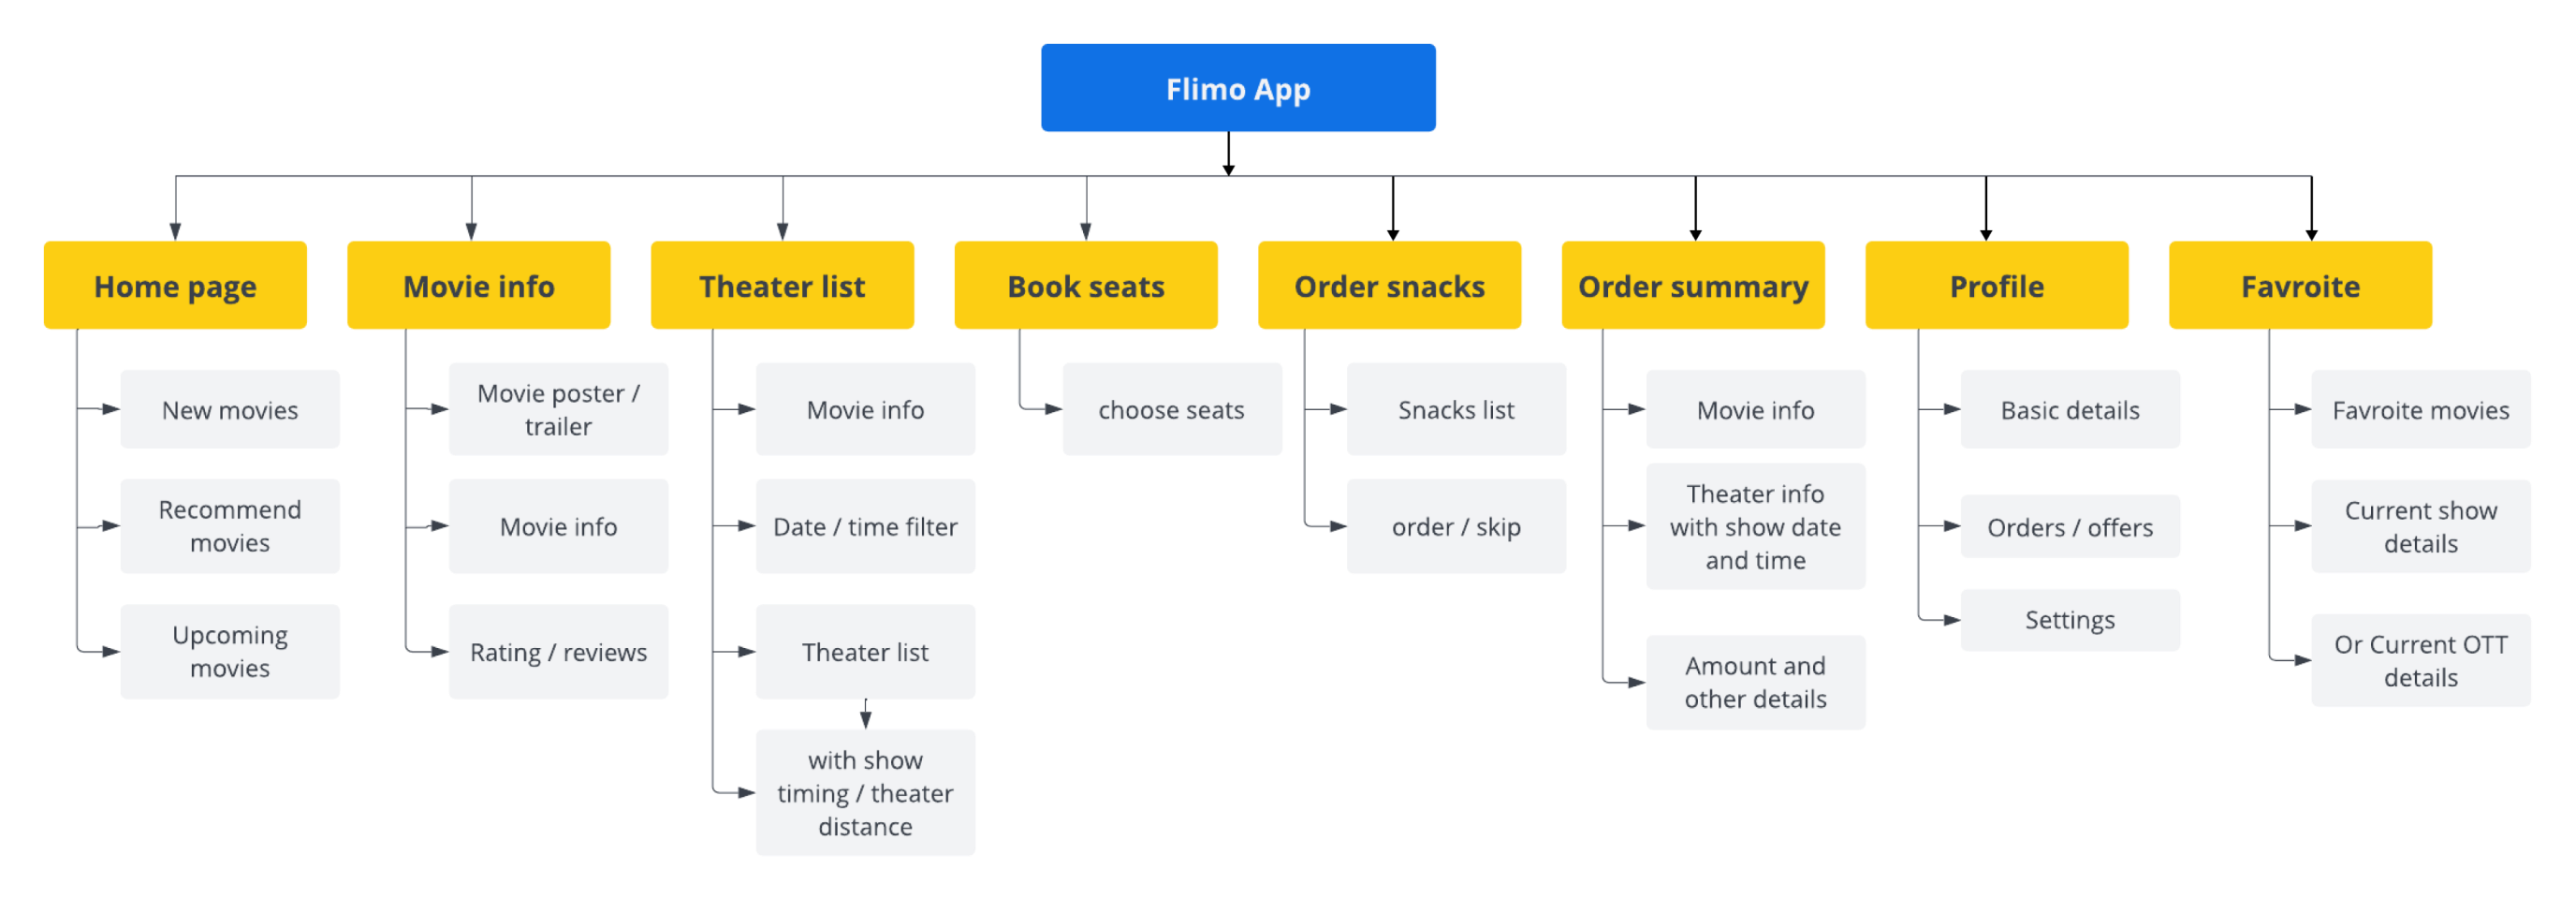 Flimo App
Home page
Movie info
Theater list
Book seats
Order snacks
Order summary
Profile
Favroite
New movies
Recommend
movies
Upcoming
movies
Movie poster /
trailer
Movie info
Rating / reviews
Movie info
Date / time filter
Theater list
with show
timing / theater
distance
choose seats
Snacks list
order / skip
Movie info
Theater info
with show date
and time
Amount and
other details
Basic details
Orders / offers
Settings
Favroite movies
Current show
details
Or Current OTT
details